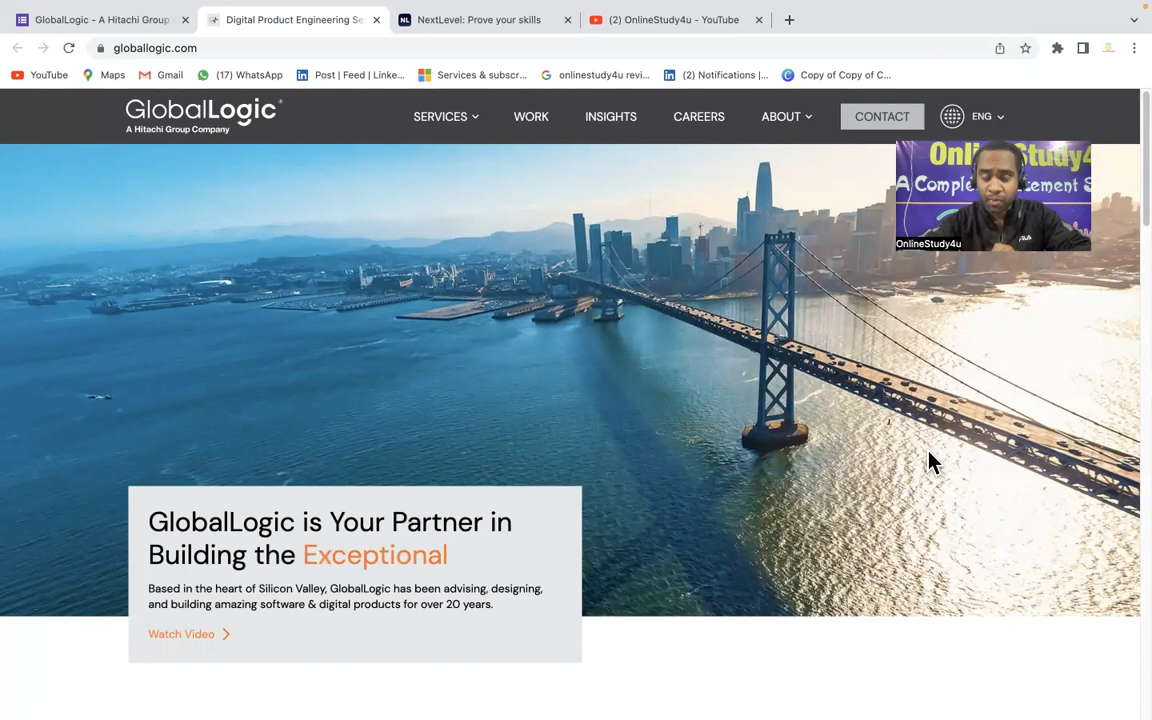 GlobalLogic - A Hitachi Group
Digital Product Engineering Se
NextLevel: Prove your skills
(2) OnlineStudy4u - YouTube
globallogic.com
YouTube
Maps
Gmail
(17) WhatsApp
Post | Feed | Linke...
Services & subscr...
onlinestudy4u revi...
(2) Notifications |...
Copy of Copy of C...
GlobalLogic
A Hitachi Group Company
SERVICES
WORK
INSIGHTS
CAREERS
ABOUT
CONTACT
ENG
OnlineStudy4u
GlobalLogic is Your Partner in
Building the Exceptional
Based in the heart of Silicon Valley, GlobalLogic has been advising, designing,
and building amazing software & digital products for over 20 years.
Watch Video